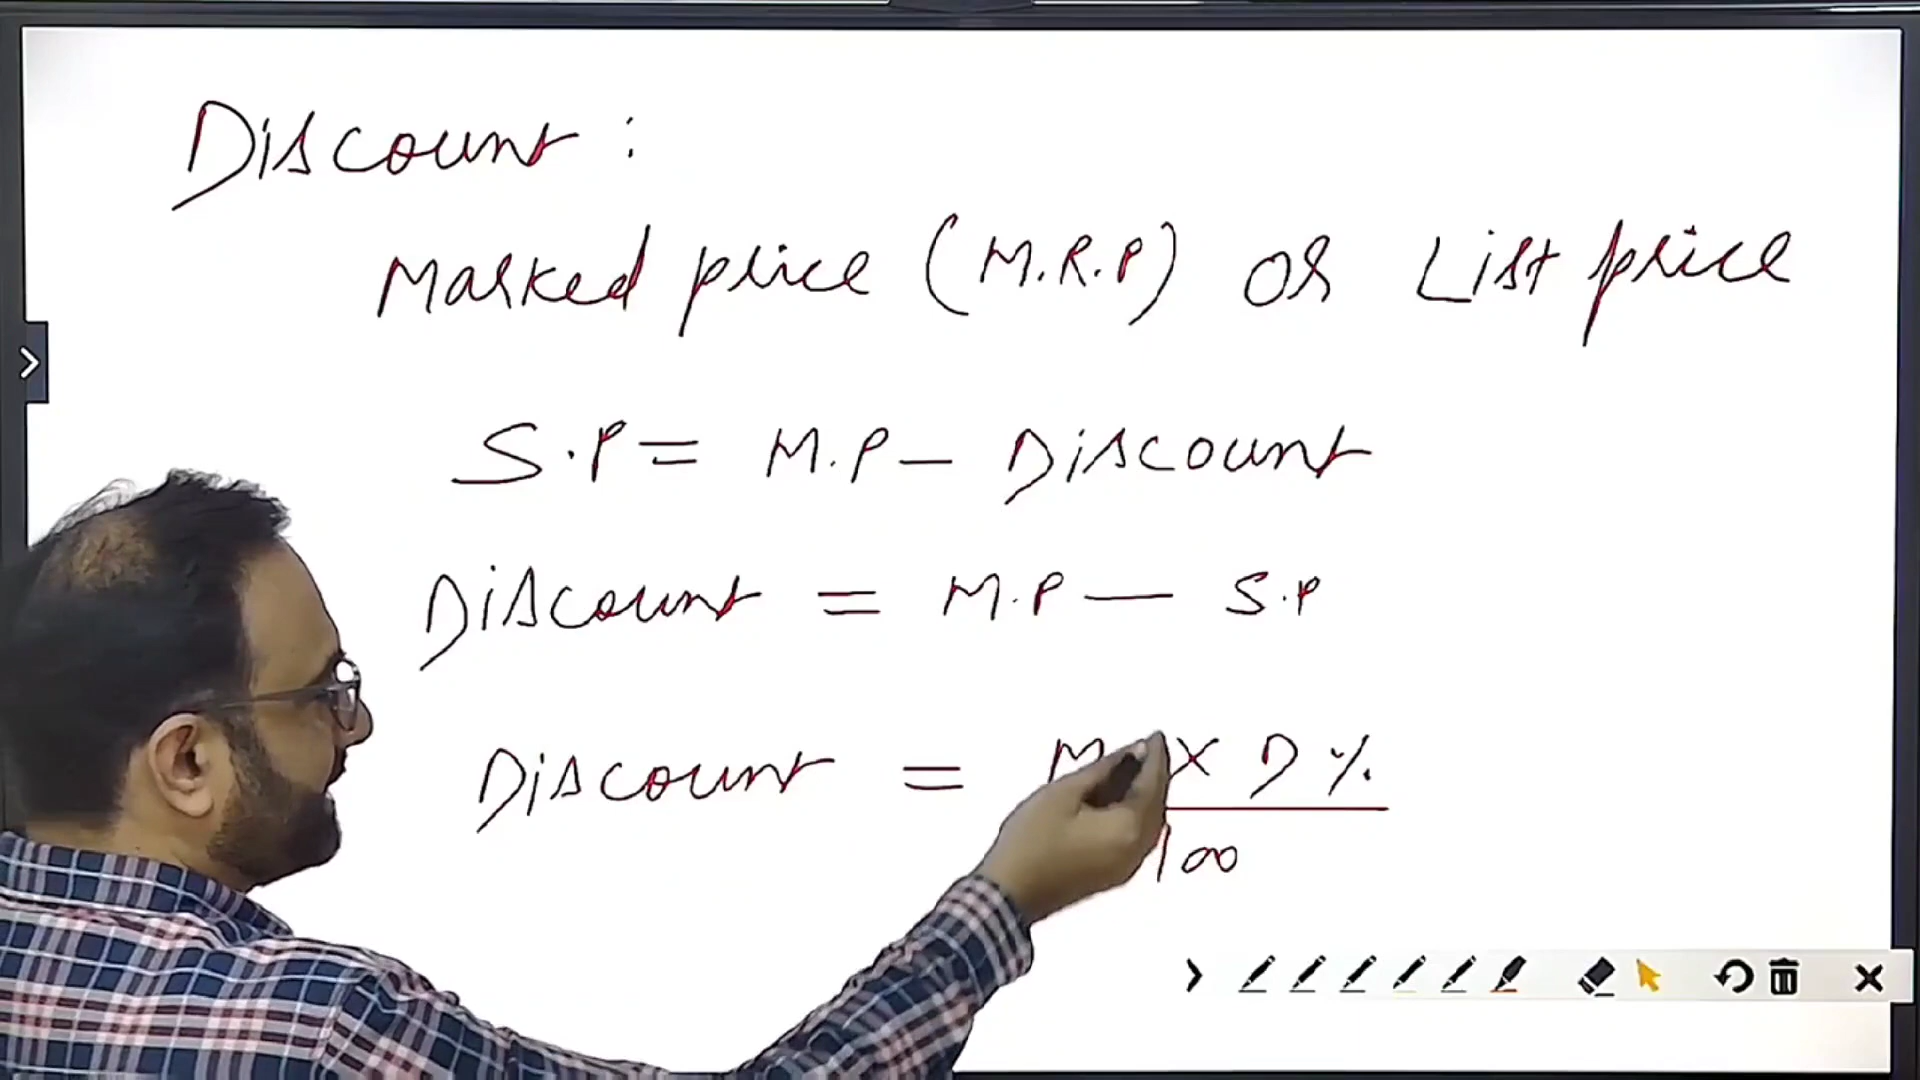 Discount :
Marked price (M.R.P) or List price
S.P = M.P - Discount
Discount = M.P - S.P
Discount = M X D %
100